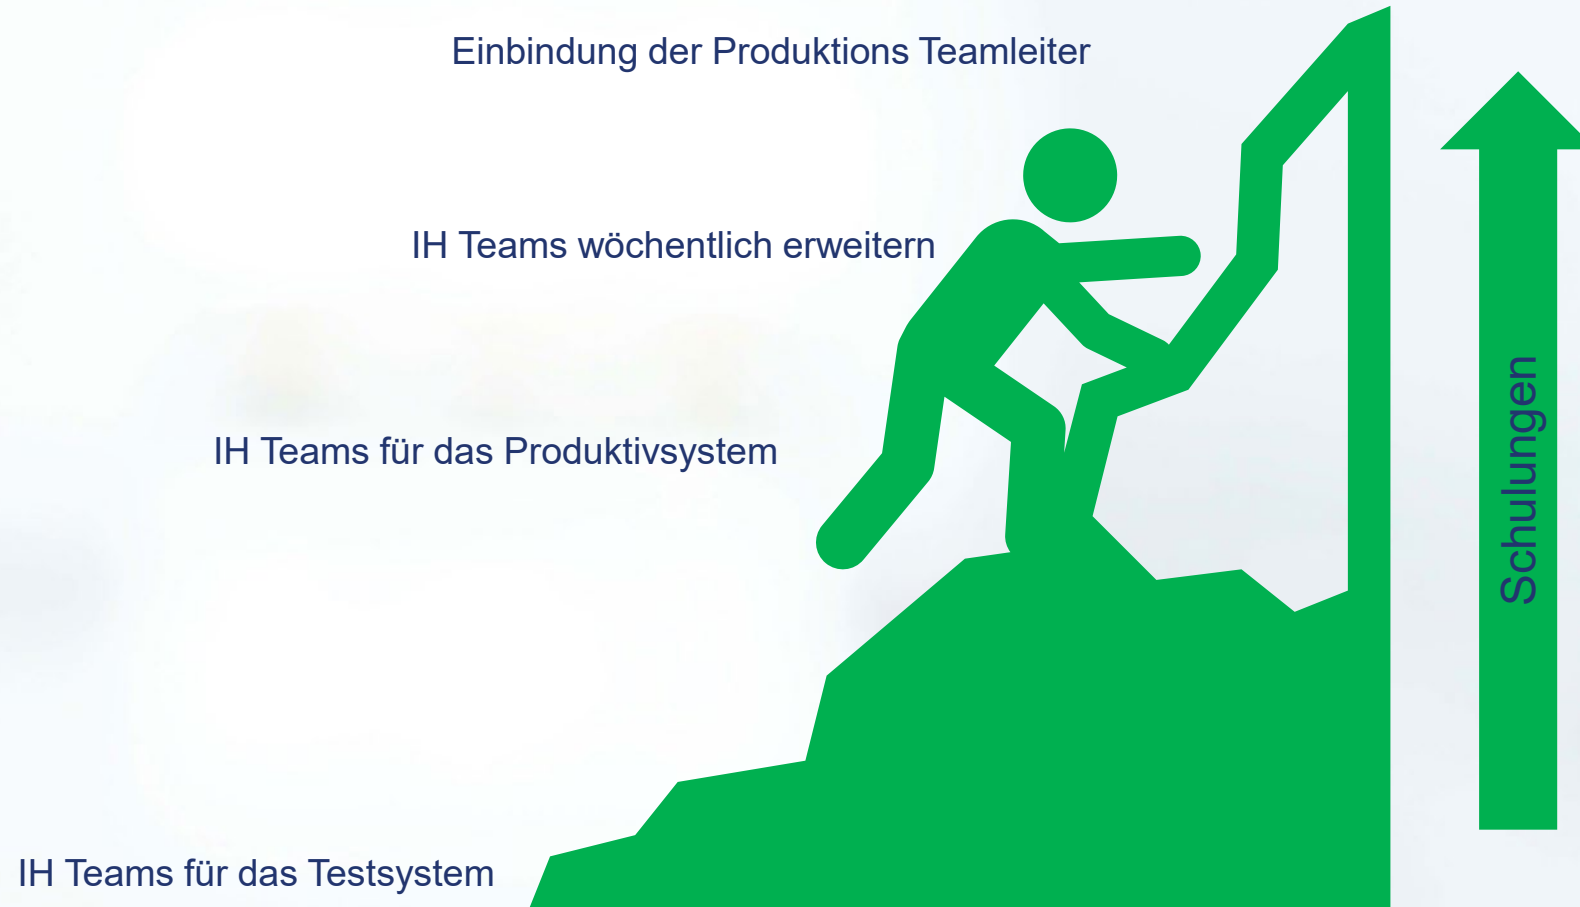 Einbindung der Produktions Teamleiter
IH Teams wöchentlich erweitern
IH Teams für das Produktivsystem
Schulungen
IH Teams für das Testsystem